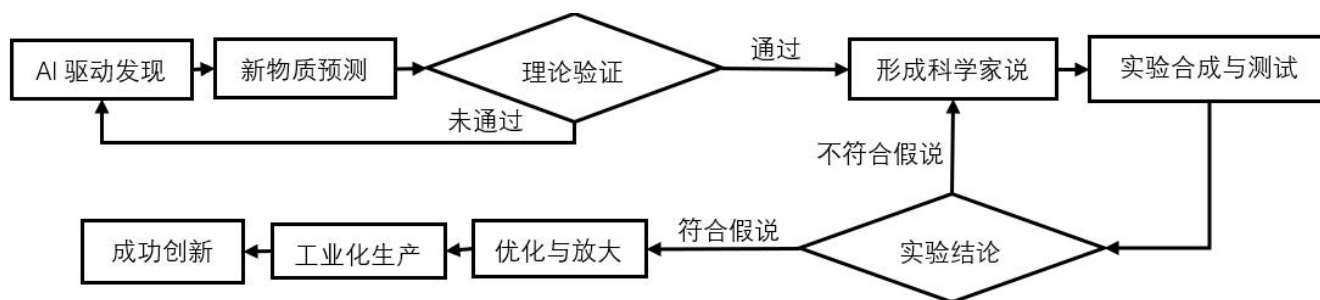 AI 驱动发现
新物质预测
理论验证
通过
形成科学家说
实验合成与测试
未通过
不符合假说
成功创新
工业化生产
优化与放大
符合假说
实验结论